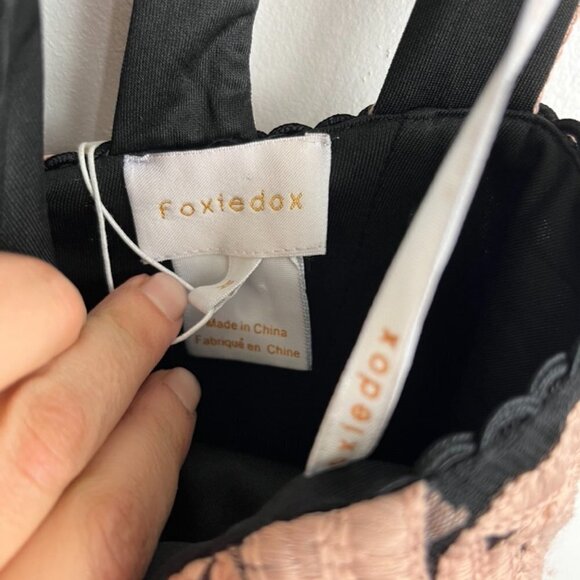 foxiedox
Made in China
Fabriqué en Chine
foxiedox